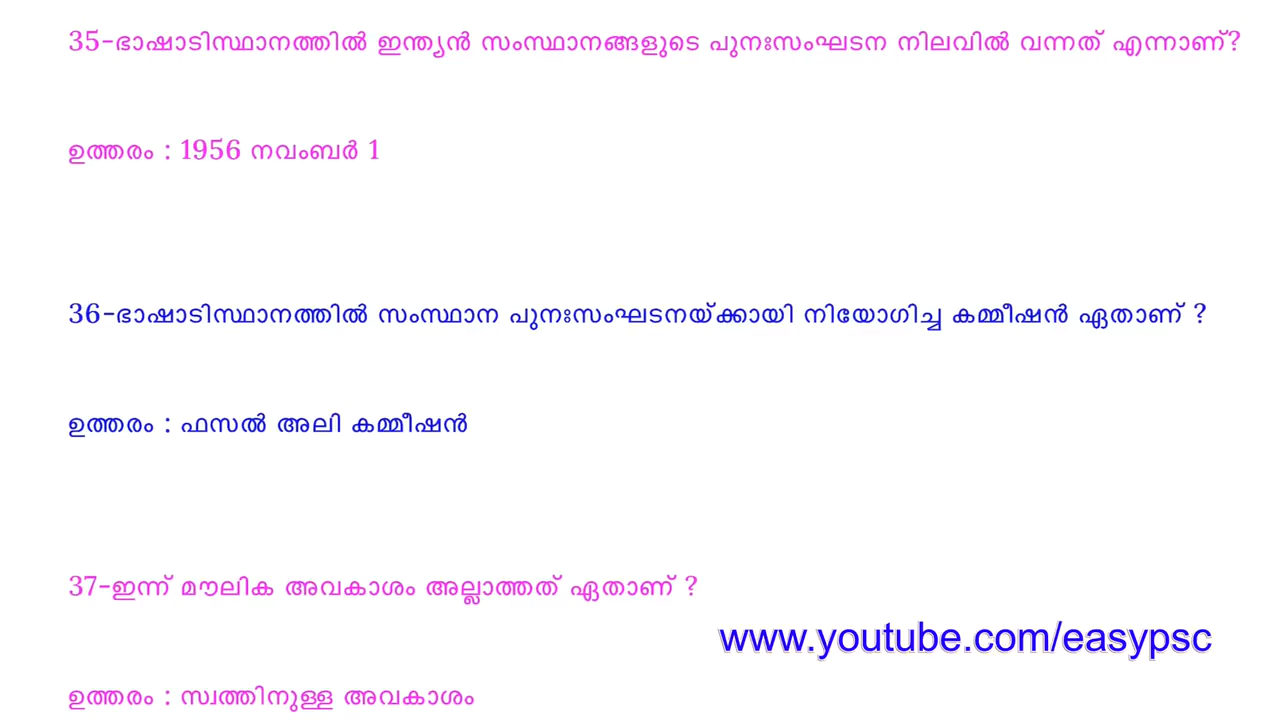 35-ഭാഷാടിസ്ഥാനത്തിൽ ഇന്ത്യൻ സംസ്ഥാനങ്ങളുടെ പുനഃസംഘടന നിലവിൽ വന്നത് എന്നാണ്?
ഉത്തരം : 1956 നവംബർ 1
36-ഭാഷാടിസ്ഥാനത്തിൽ സംസ്ഥാന പുനഃസംഘടനയ്ക്കായി നിയോഗിച്ച കമ്മീഷൻ ഏതാണ് ?
ഉത്തരം : ഫസൽ അലി കമ്മീഷൻ
37-ഇന്ന് മൗലിക അവകാശം അല്ലാത്തത് ഏതാണ് ?
www.youtube.com/easypsc
ഉത്തരം : സ്വത്തിനുള്ള അവകാശം